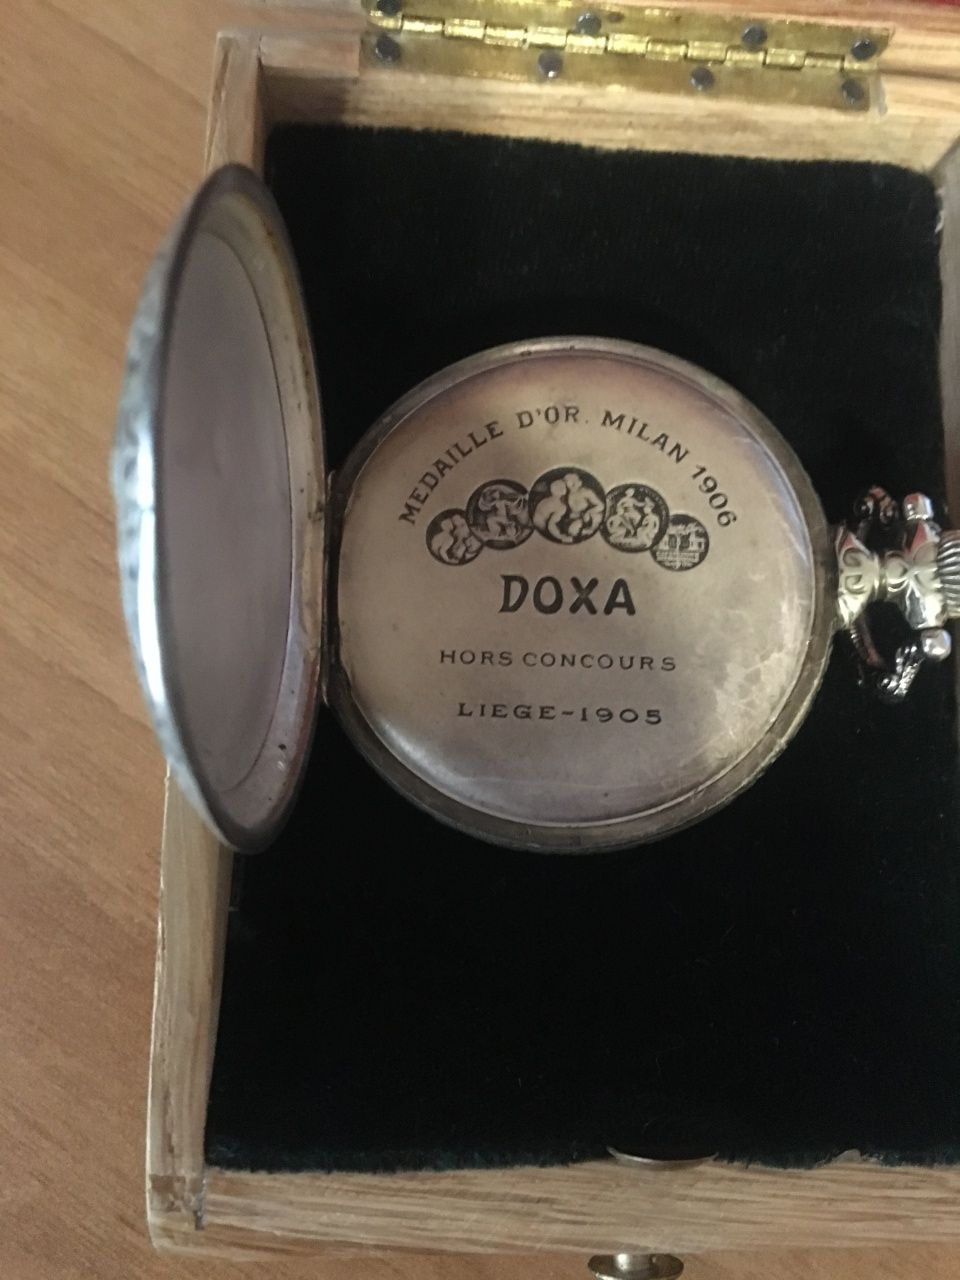 MEDAILLE D'OR. MILAN 1906
DOXA
HORS CONCOURS
LIEGE-1905